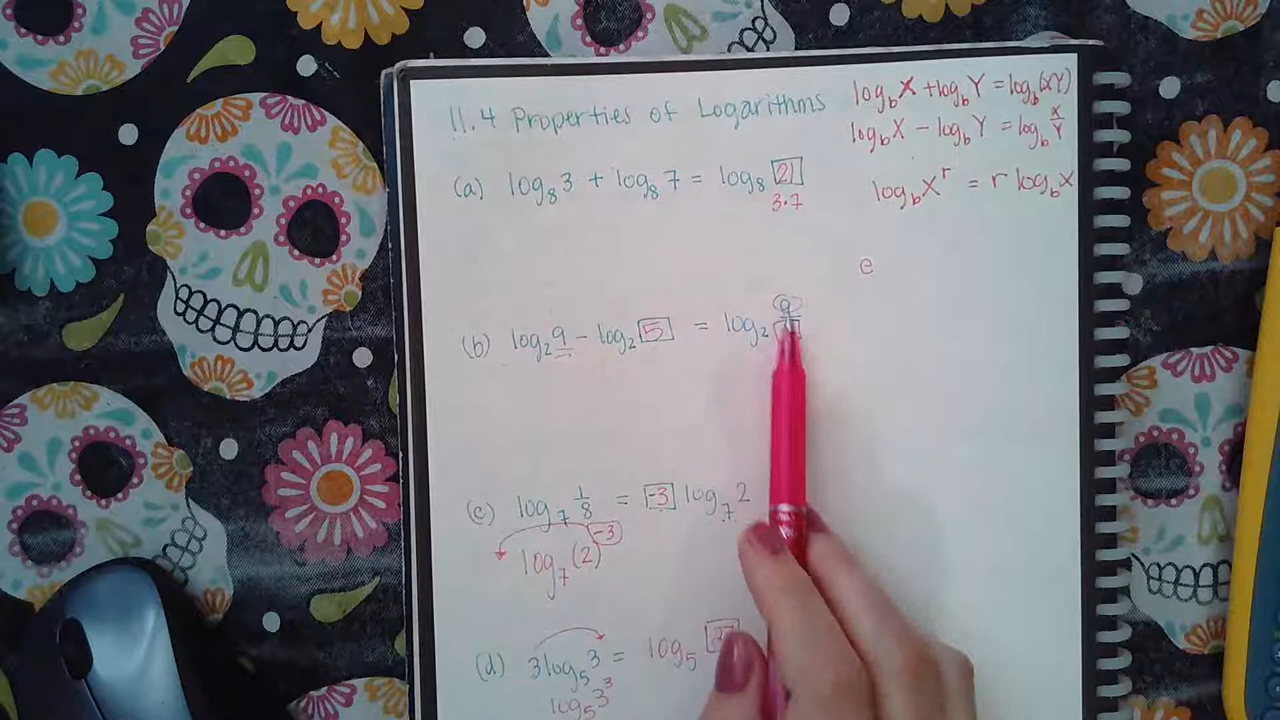 11.4 Properties of Logarithms
log_b X + log_b Y = log_b (XY)
log_b X - log_b Y = log_b X/Y
log_b X^r = r log_b X
(a) log_8 3 + log_8 7 = log_8 21
3·7
e
(b) log_2 9 - log_2 5 = log_2 9
(c) log_7 1/8 = -3 log_7 2
log_7 (2)^-3
(d) 3 log_5 3 = log_5
log_5 3^3